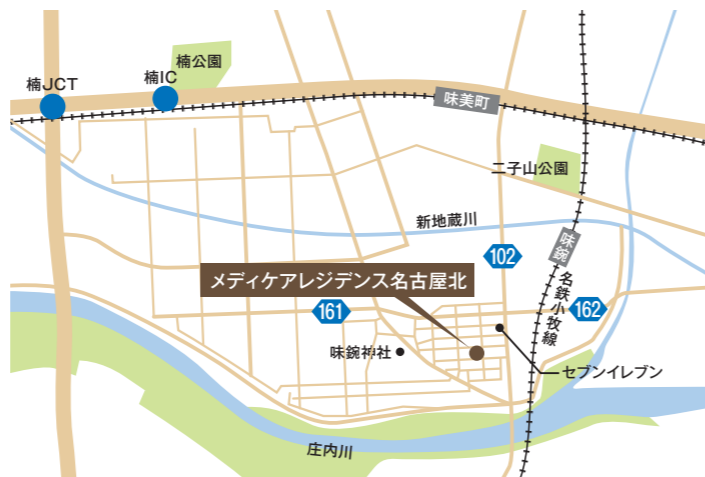 楠公園
楠IC
楠JCT
味美町
二子山公園
新地蔵川
味鋺
102
メディケアレジデンス名古屋北
名鉄小牧線
161
162
味鋺神社
セブンイレブン
庄内川